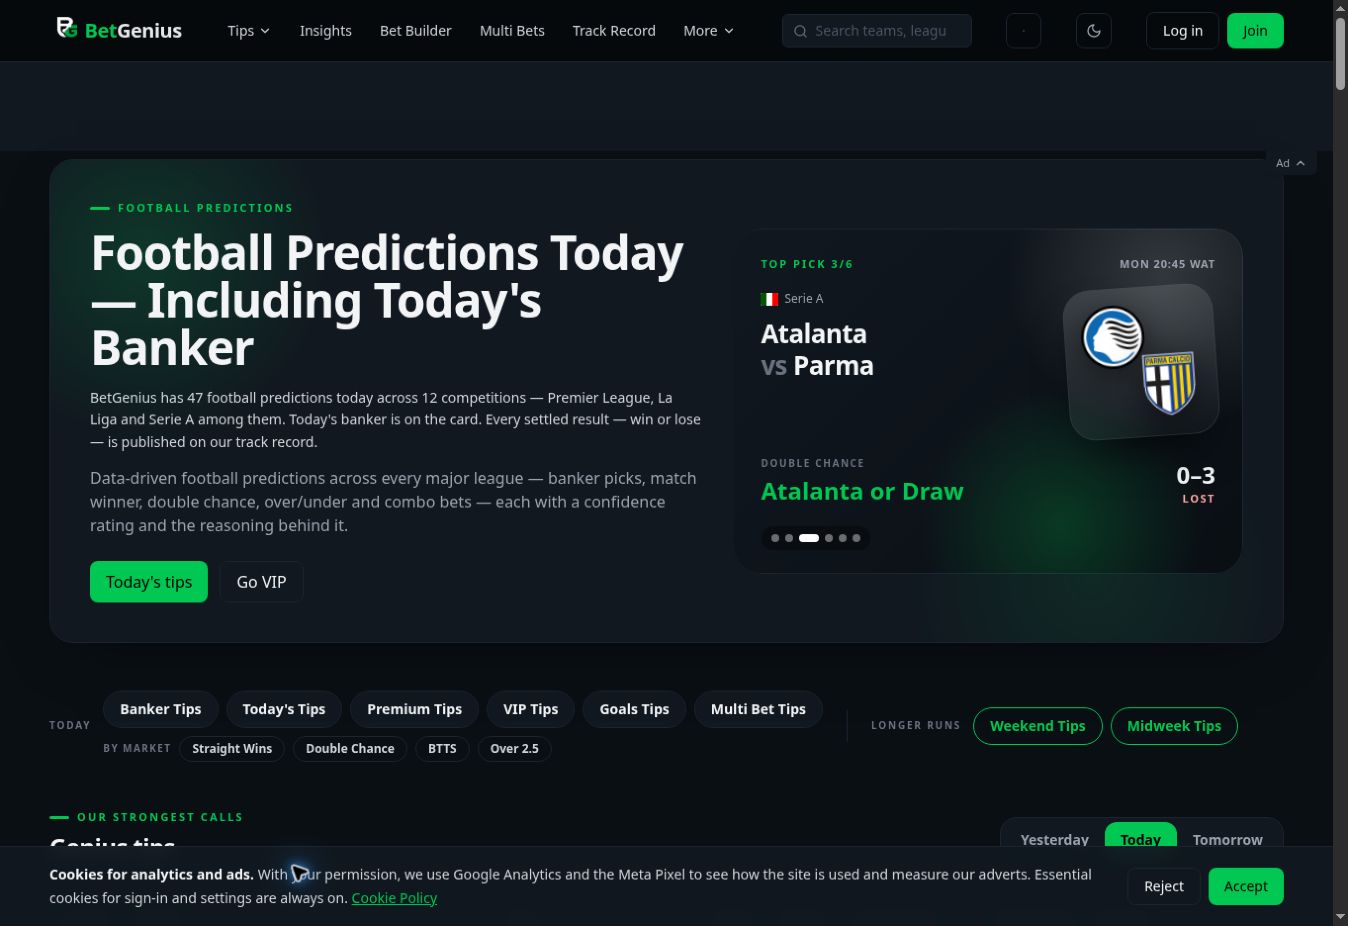 BetGenius
Tips
Insights
Bet Builder
Multi Bets
Track Record
More
Search teams, leagu
Log in
Join
Ad
FOOTBALL PREDICTIONS
Football Predictions Today
— Including Today's
Banker
BetGenius has 47 football predictions today across 12 competitions — Premier League, La
Liga and Serie A among them. Today's banker is on the card. Every settled result — win or lose
— is published on our track record.
Data-driven football predictions across every major league — banker picks, match
winner, double chance, over/under and combo bets — each with a confidence
rating and the reasoning behind it.
Today's tips
Go VIP
TOP PICK 3/6
MON 20:45 WAT
Serie A
Atalanta
vs Parma
PARMA CALCIO
DOUBLE CHANCE
Atalanta or Draw
0–3
LOST
TODAY
Banker Tips
Today's Tips
Premium Tips
VIP Tips
Goals Tips
Multi Bet Tips
BY MARKET
Straight Wins
Double Chance
BTTS
Over 2.5
LONGER RUNS
Weekend Tips
Midweek Tips
OUR STRONGEST CALLS
Genius tips
Yesterday
Today
Tomorrow
Cookies for analytics and ads. With your permission, we use Google Analytics and the Meta Pixel to see how the site is used and measure our adverts. Essential
cookies for sign-in and settings are always on. Cookie Policy
Reject
Accept